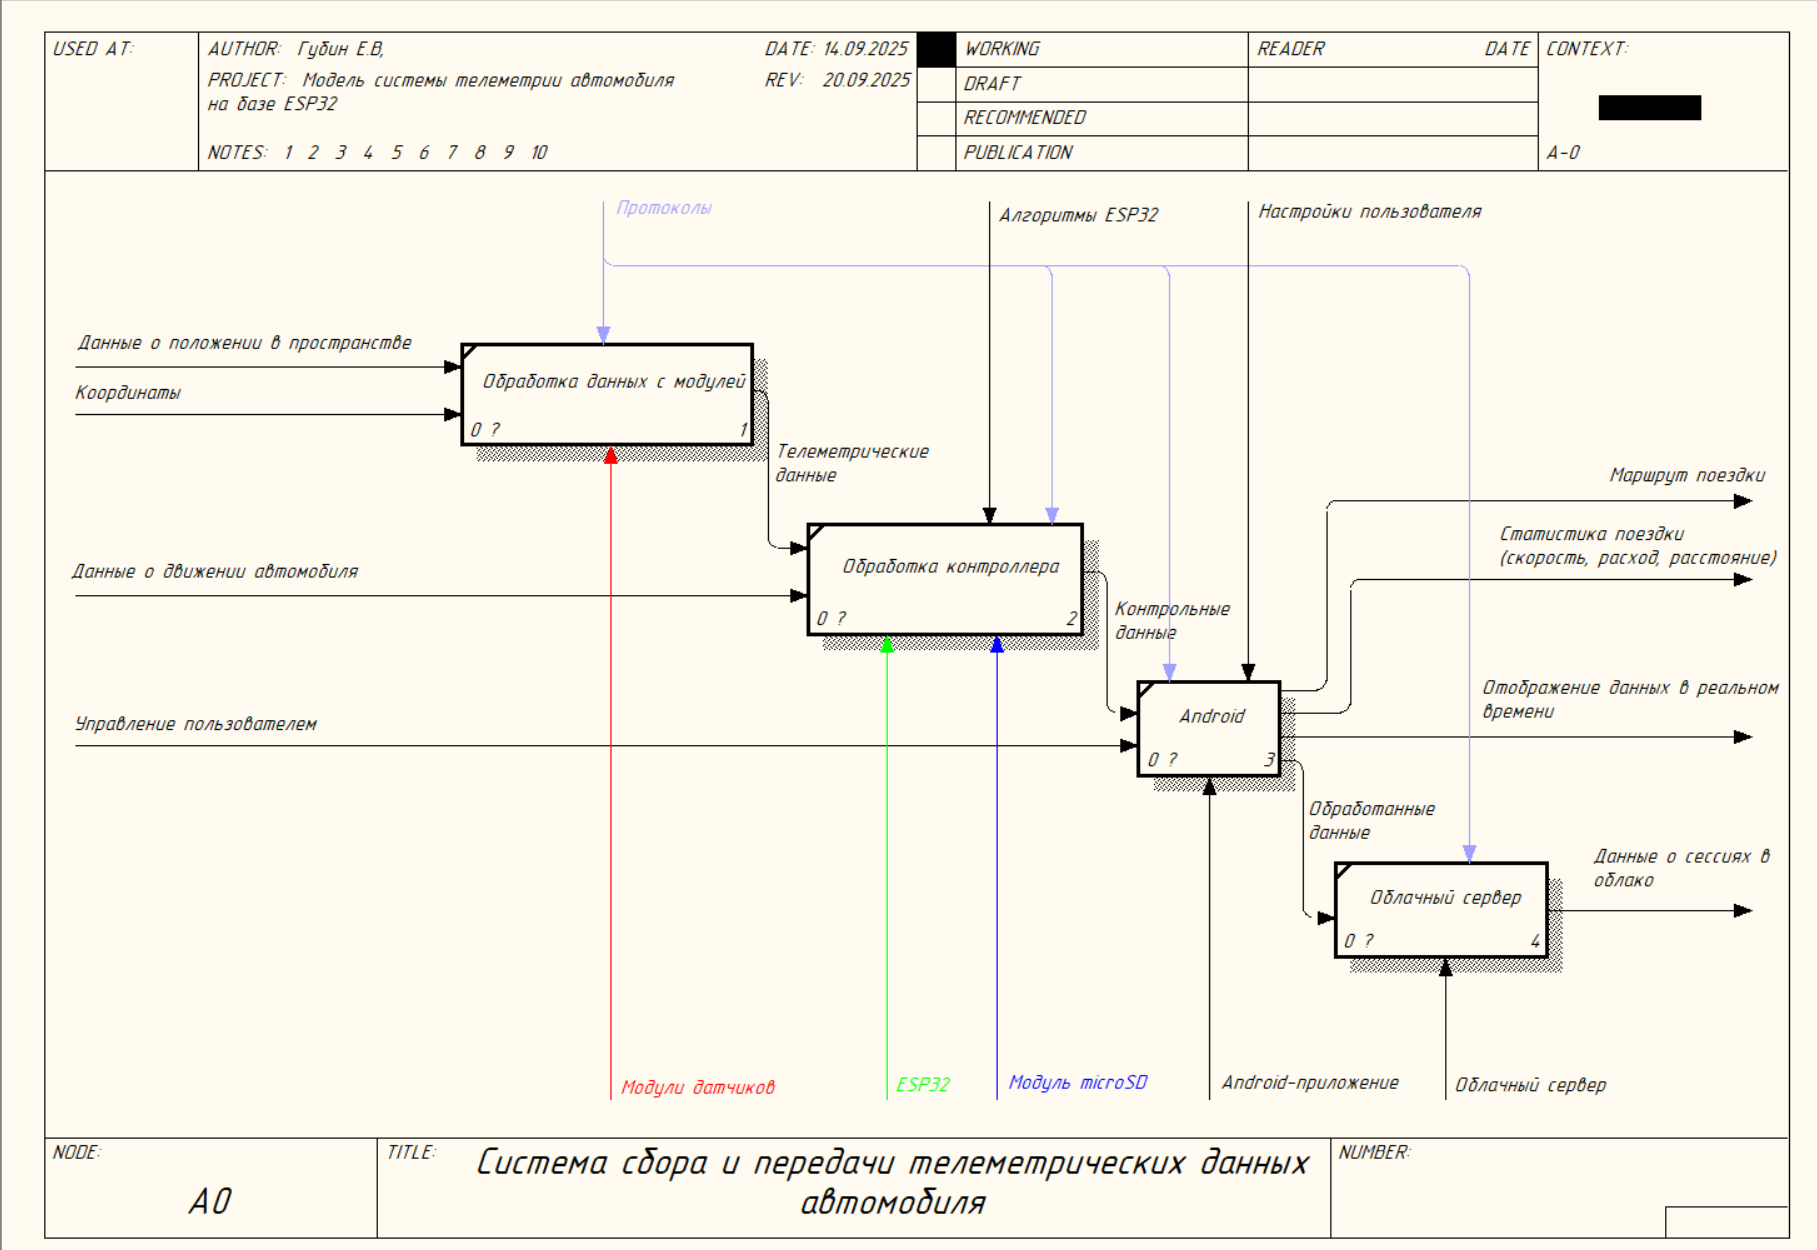 USED AT:
AUTHOR: Губин Е.В,
DATE: 14.09.2025
PROJECT: Модель системы телеметрии автомобиля
на базе ESP32
REV: 20.09.2025
NOTES: 1 2 3 4 5 6 7 8 9 10
WORKING
DRAFT
RECOMMENDED
PUBLICATION
READER DATE
CONTEXT:
A-0
Протоколы
Алгоритмы ESP32
Настройки пользователя
Данные о положении в пространстве
Координаты
Обработка данных с модулей
0 ? 1
Телеметрические
данные
Данные о движении автомобиля
Обработка контроллера
0 ? 2
Контрольные
данные
Маршрут поездки
Статистика поездки
(скорость, расход, расстояние)
Управление пользователем
Android
0 ? 3
Отображение данных в реальном
времени
Обработанные
данные
Облачный сервер
0 ? 4
Данные о сессиях в
облако
Модули датчиков
ESP32
Модуль microSD
Android-приложение
Облачный сервер
NODE:
A0
TITLE:
Система сбора и передачи телеметрических данных
автомобиля
NUMBER: